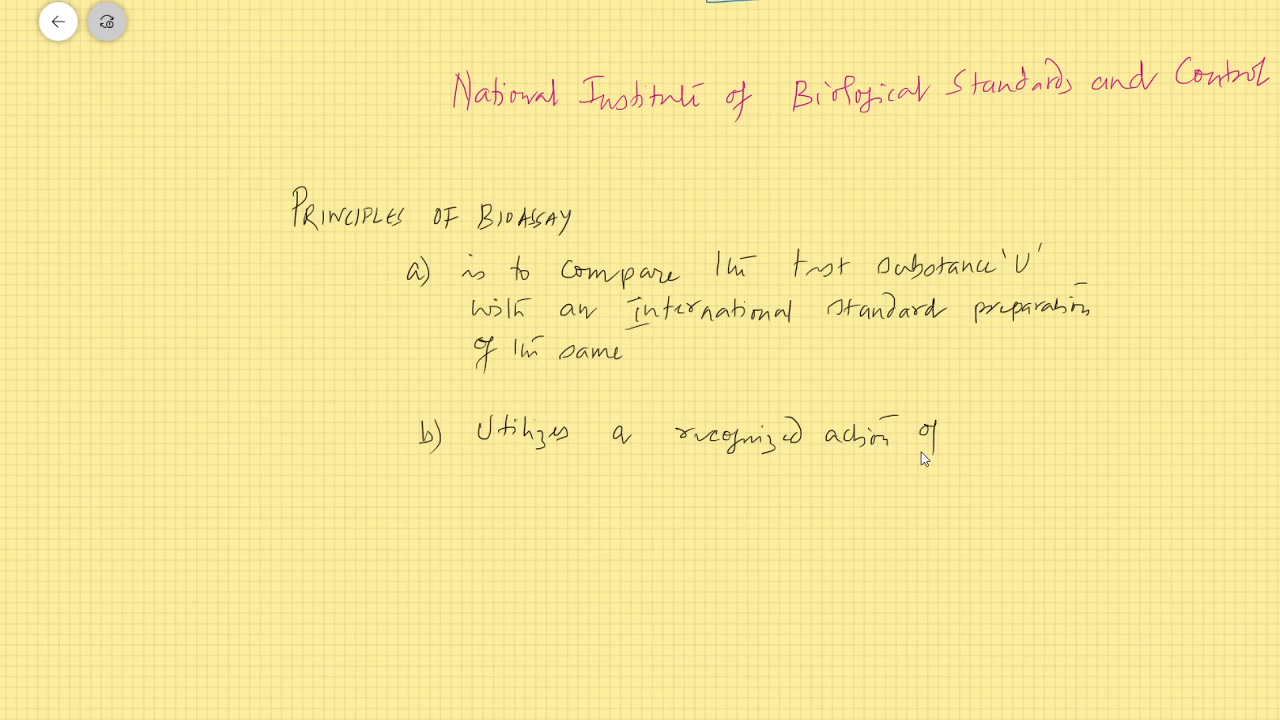 National Institute of Biological Standards and Control
PRINCIPLES OF BIOASSAY
a) is to compare the test substance 'U'
with an International standard preparation
of the same
b) Utilizes a recognized action of